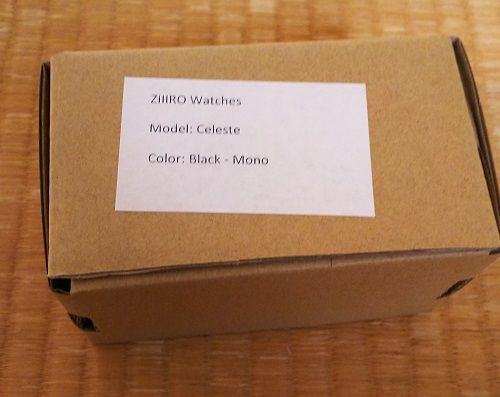 ZIIIRO Watches
Model: Celeste
Color: Black - Mono